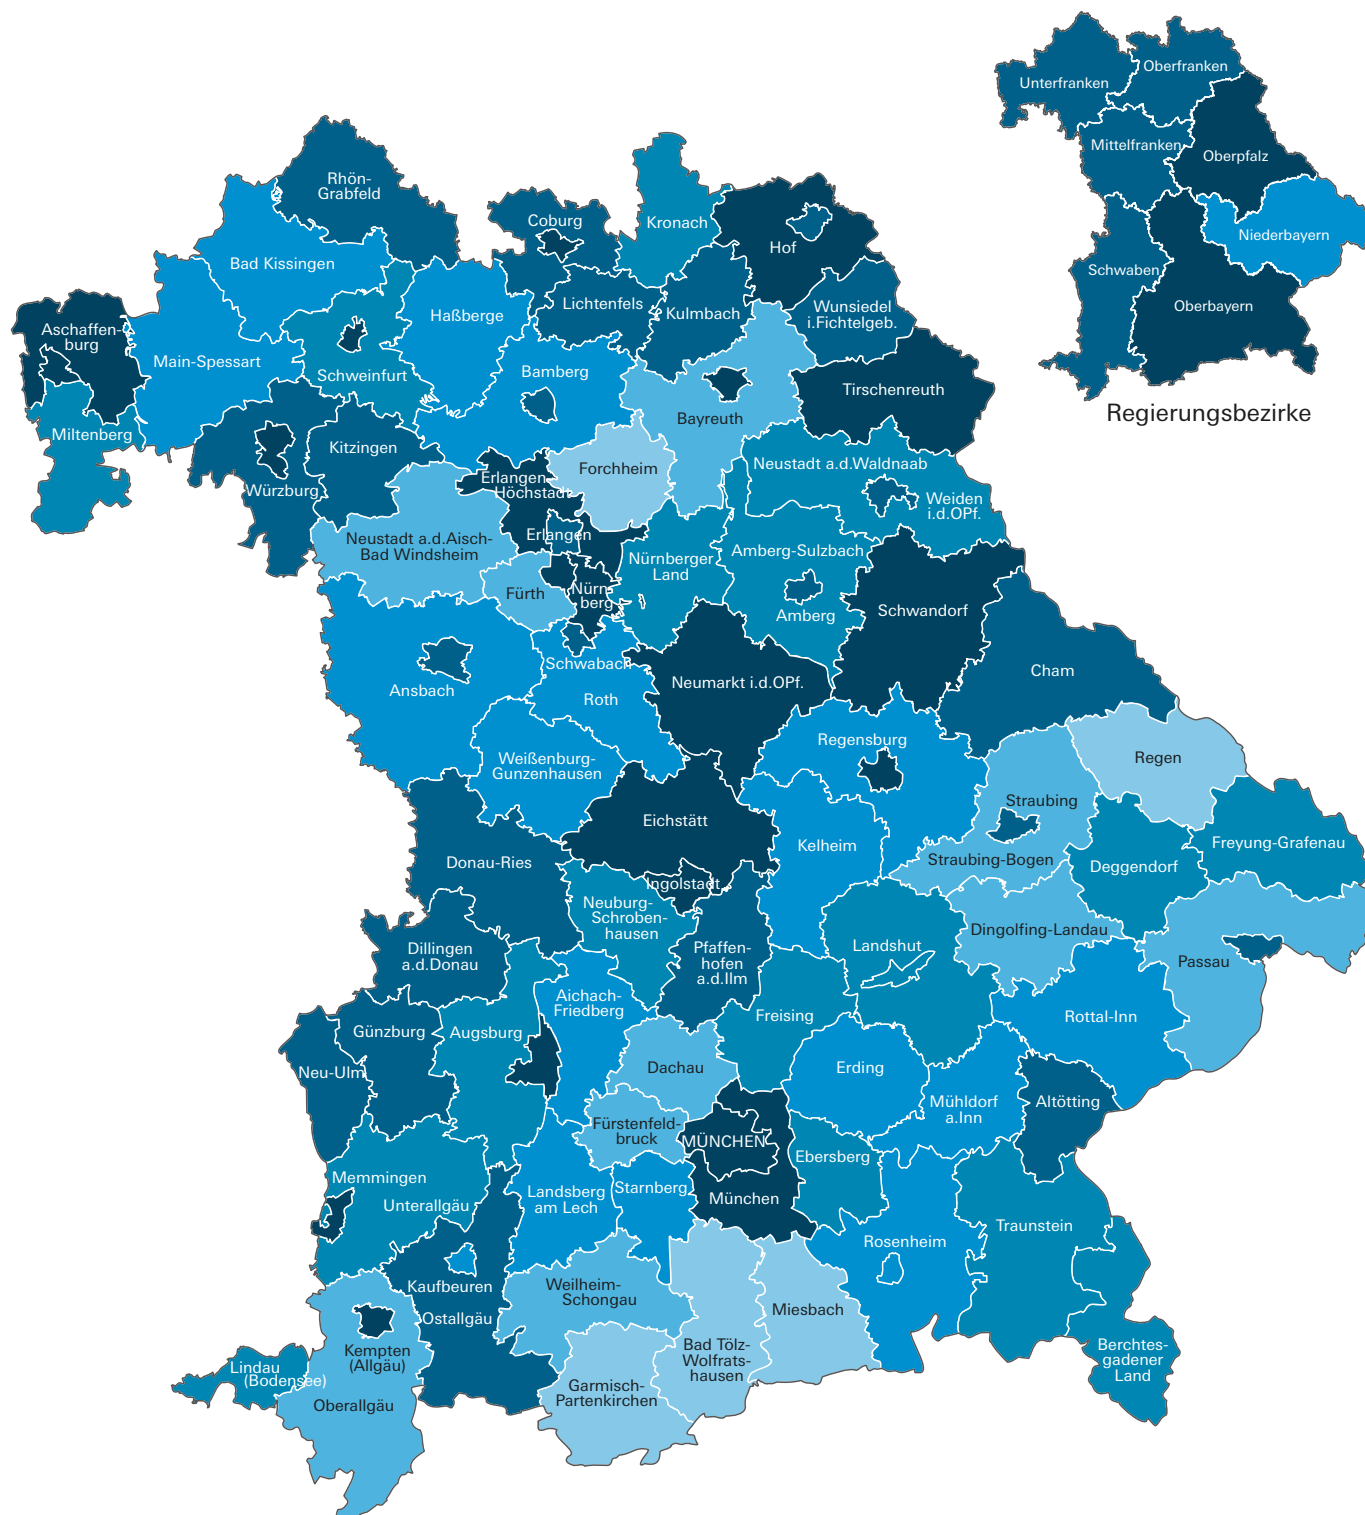 Oberfranken
Unterfranken
Mittelfranken
Oberpfalz
Niederbayern
Schwaben
Oberbayern
Regierungsbezirke
Rhön-
Grabfeld
Coburg
Kronach
Hof
Bad Kissingen
Lichtenfels
Kulmbach
Wunsiedel
i.Fichtelgeb.
Haßberge
Aschaffen-
burg
Main-Spessart
Schweinfurt
Bamberg
Tirschenreuth
Bayreuth
Miltenberg
Kitzingen
Forchheim
Neustadt a.d.Waldnaab
Würzburg
Erlangen-
Höchstadt
Weiden
i.d.OPf.
Neustadt a.d.Aisch-
Bad Windsheim
Erlangen
Nürnberger
Land
Amberg-Sulzbach
Fürth
Nürn-
berg
Amberg
Schwandorf
Schwabach
Cham
Ansbach
Roth
Neumarkt i.d.OPf.
Regensburg
Weißenburg-
Gunzenhausen
Regen
Straubing
Eichstätt
Kelheim
Freyung-Grafenau
Donau-Ries
Straubing-Bogen
Deggendorf
Ingolstadt
Neuburg-
Schroben-
hausen
Dingolfing-Landau
Dillingen
a.d.Donau
Pfaffen-
hofen
a.d.Ilm
Landshut
Passau
Aichach-
Friedberg
Freising
Rottal-Inn
Günzburg
Augsburg
Neu-Ulm
Dachau
Erding
Mühldorf
a.Inn
Altötting
Fürstenfeld-
bruck
MÜNCHEN
Ebersberg
Memmingen
Unterallgäu
Landsberg
am Lech
Starnberg
München
Traunstein
Rosenheim
Kaufbeuren
Weilheim-
Schongau
Miesbach
Ostallgäu
Kempten
(Allgäu)
Bad Tölz-
Wolfrats-
hausen
Berchtes-
gadener
Land
Lindau
(Bodensee)
Garmisch-
Partenkirchen
Oberallgäu